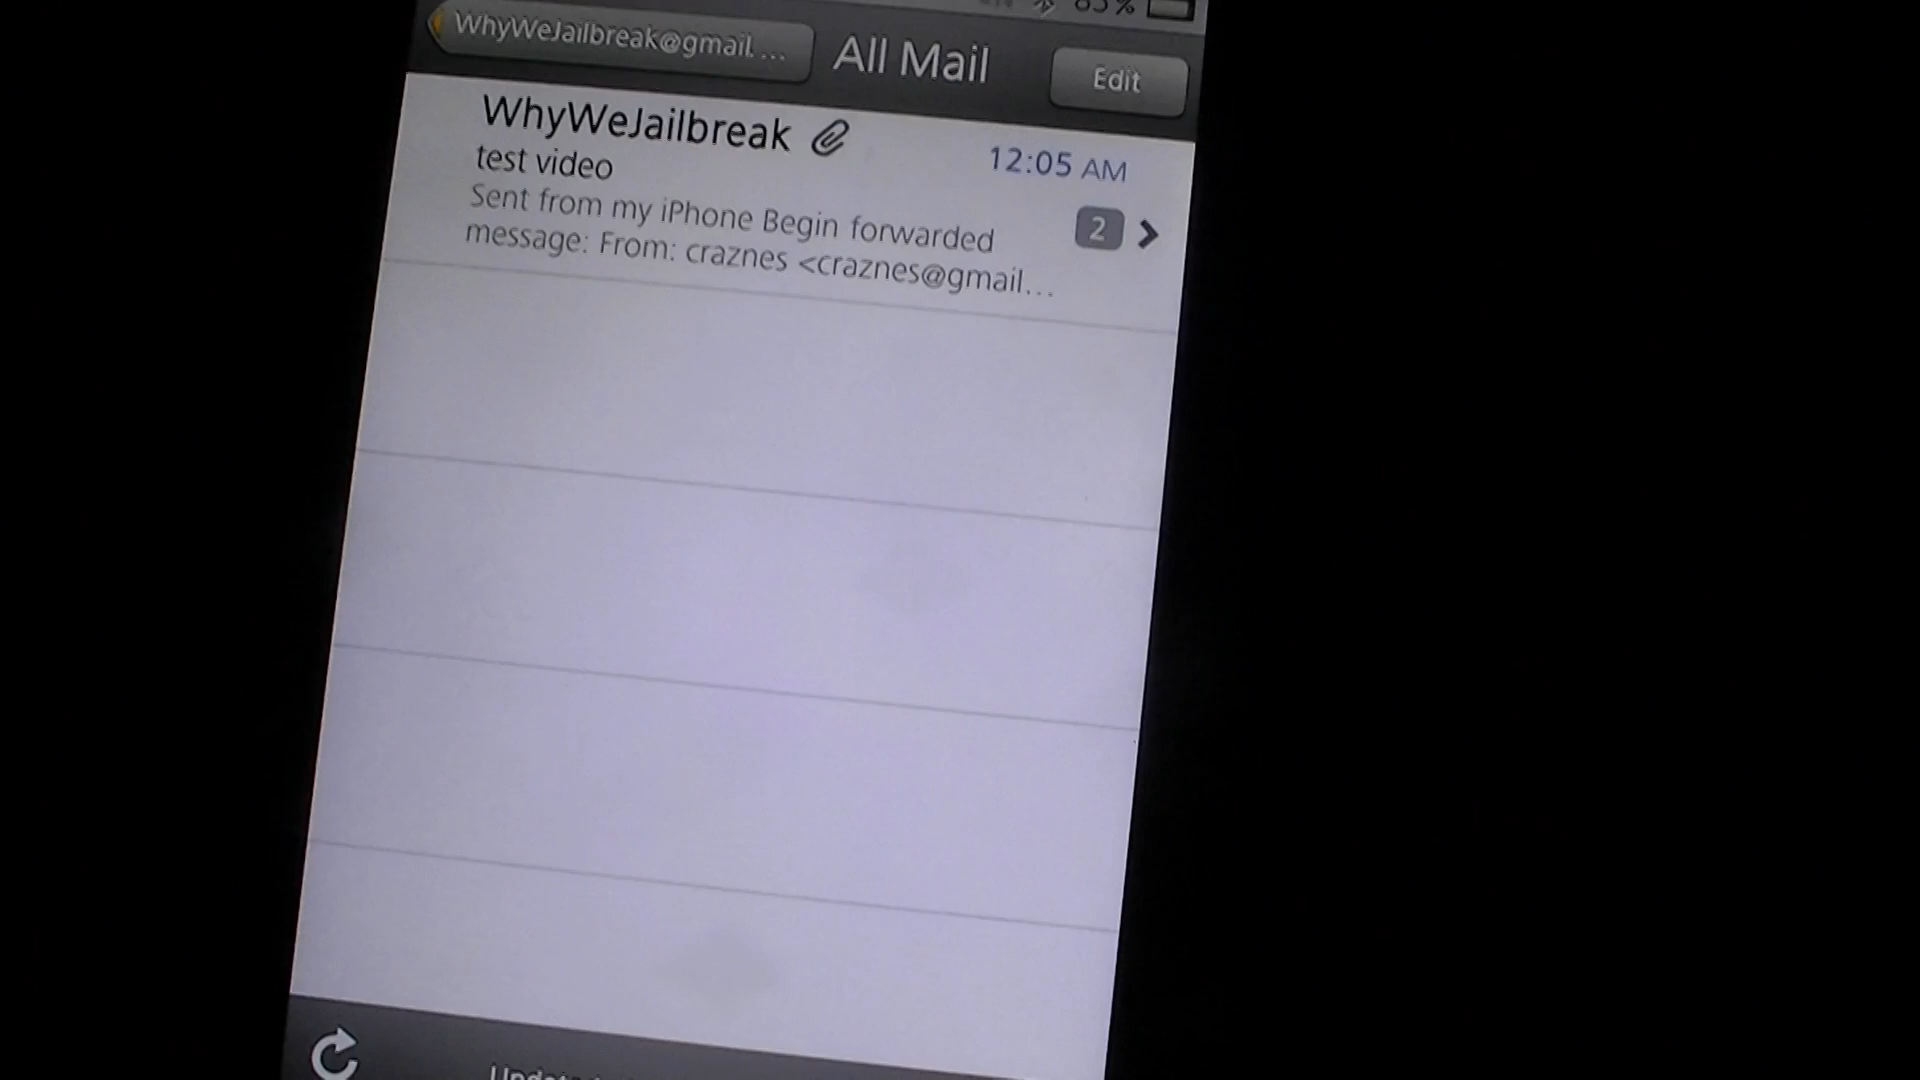 85%
WhyWeJailbreak@gmail.... All Mail Edit
WhyWeJailbreak
12:05 AM
test video
Sent from my iPhone Begin forwarded
message: From: craznes <craznes@gmail...
2